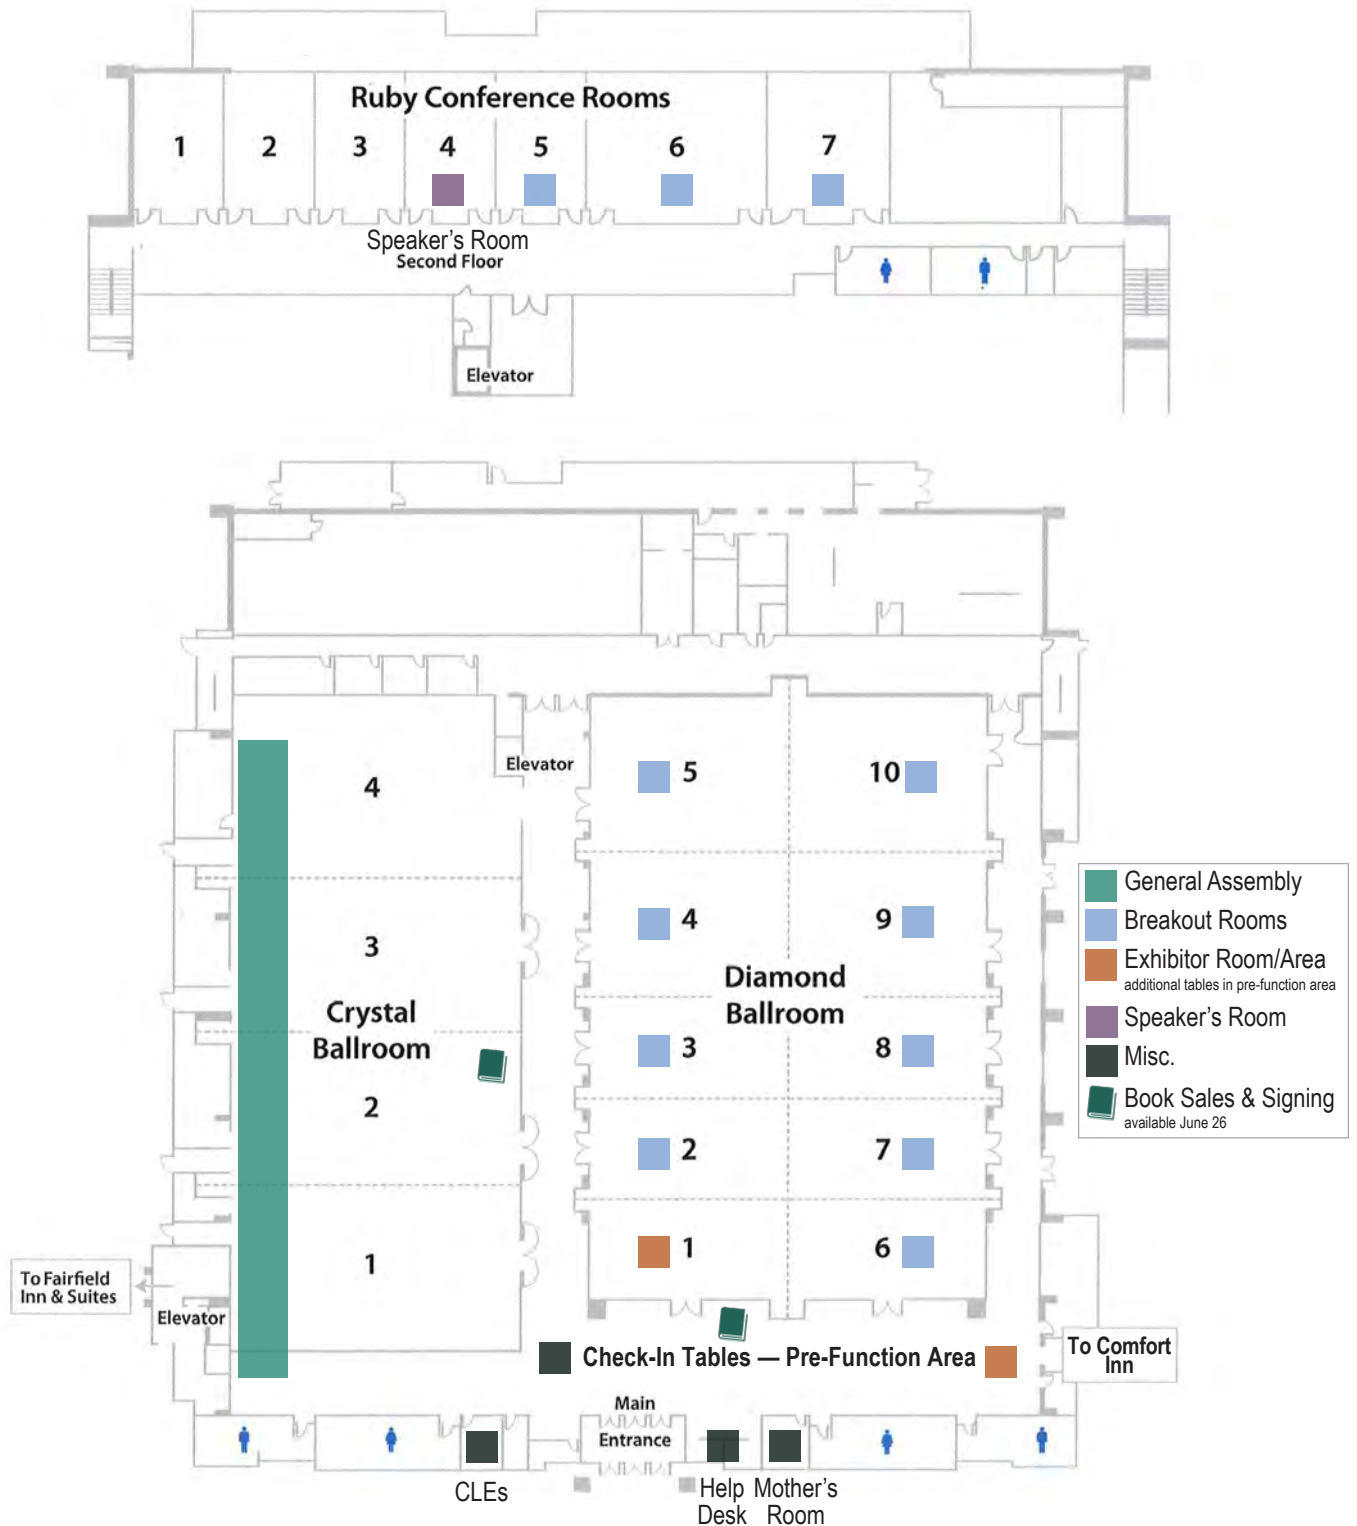 Ruby Conference Rooms
1 2 3 4 5 6 7
Speaker's Room
Second Floor
Elevator
Elevator
4
5
10
3
4
9
Crystal
Ballroom
Diamond
Ballroom
2
3
8
2
7
1
1
6
General Assembly
Breakout Rooms
Exhibitor Room/Area
additional tables in pre-function area
Speaker's Room
Misc.
Book Sales & Signing
available June 26
To Fairfield
Inn & Suites
Elevator
Check-In Tables — Pre-Function Area
To Comfort
Inn
Main
Entrance
CLEs
Help
Desk
Mother's
Room